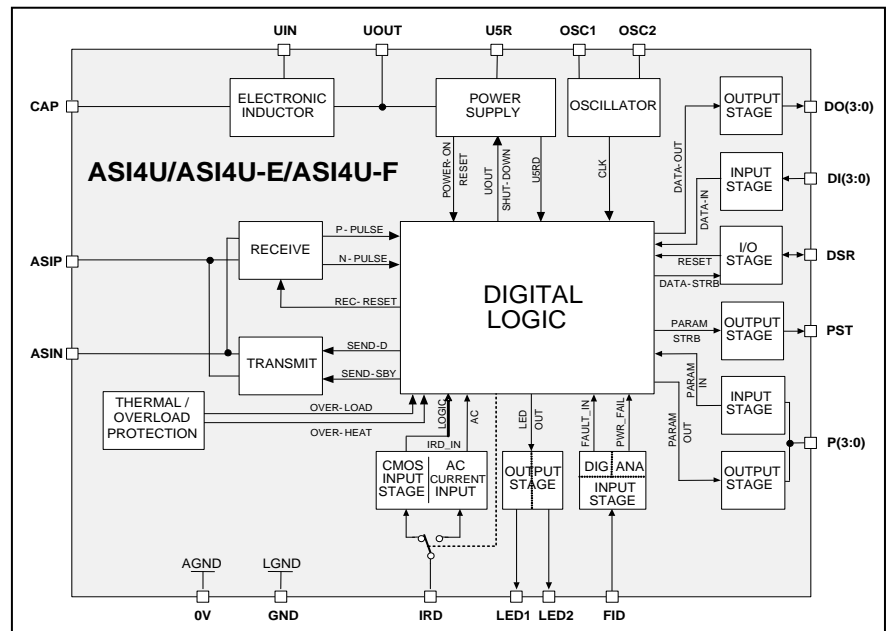 UIN UOUT U5R OSC1 OSC2
CAP
ELECTRONIC
INDUCTOR
POWER
SUPPLY
OSCILLATOR
OUTPUT
STAGE
DO(3:0)
ASI4U/ASI4U-E/ASI4U-F
POWER-ON
RESET
UOUT
SHUT-DOWN
U5RD
CLK
DATA-OUT
DATA-IN
INPUT
STAGE
DI(3:0)
ASIP
RECEIVE
P-PULSE
N-PULSE
REC-RESET
DIGITAL
LOGIC
RESET
DATA-STRB
I/O
STAGE
DSR
ASIN
TRANSMIT
SEND-D
SEND-SBY
PARAM
STRB
OUTPUT
STAGE
PST
PARAM
IN
INPUT
STAGE
THERMAL /
OVERLOAD
PROTECTION
OVER-LOAD
OVER-HEAT
LOGIC
IRD_IN
AC
LED
OUT
FAULT_IN
PWR_FAIL
PARAM
OUT
P(3:0)
CMOS
INPUT
STAGE
AC
CURRENT
INPUT
OUTPUT
STAGE
DIG ANA
INPUT
STAGE
OUTPUT
STAGE
AGND LGND
0V GND IRD LED1 LED2 FID